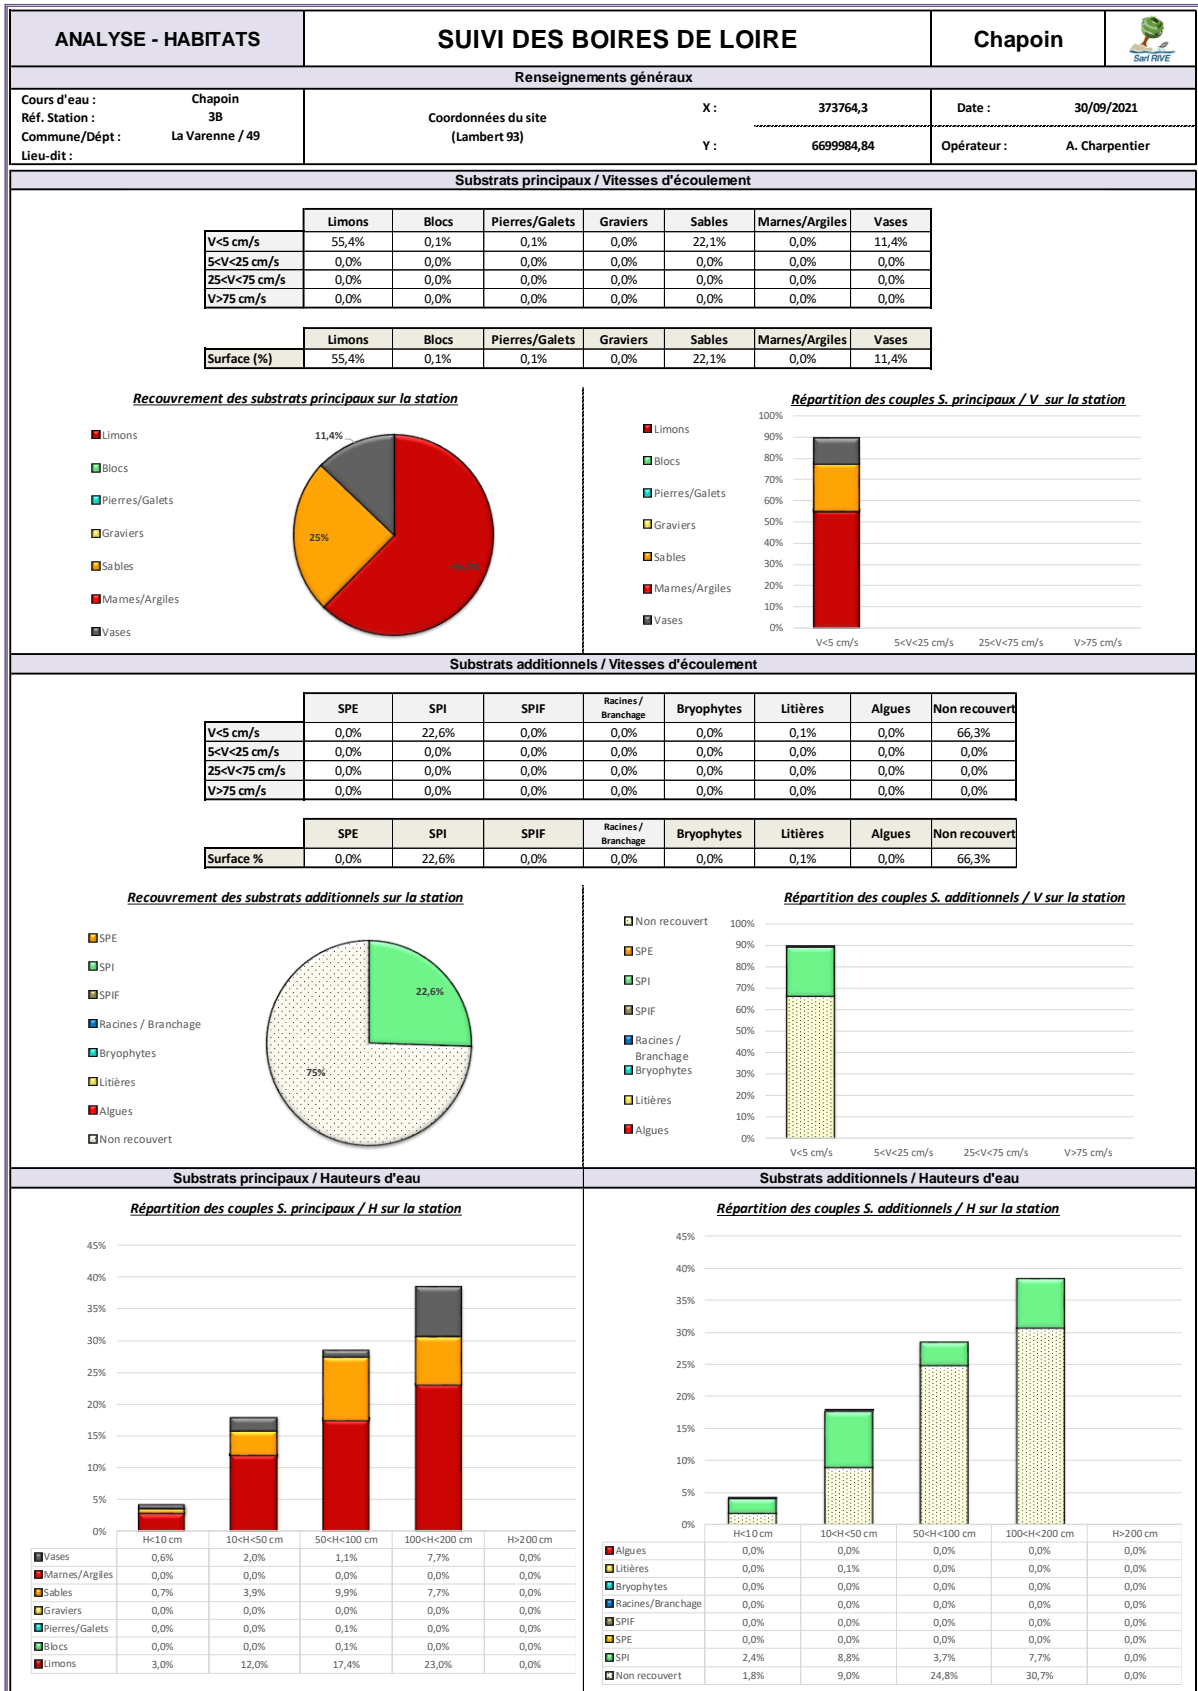 ANALYSE - HABITATS
SUIVI DES BOIRES DE LOIRE
Chapoin
Sarl RIVE
Renseignements généraux
Cours d'eau : Chapoin
Réf. Station : 3B
Commune/Dépt : La Varenne / 49
Lieu-dit :
Coordonnées du site
(Lambert 93)
X : 373764,3
Y : 6699984,84
Date : 30/09/2021
Opérateur : A. Charpentier
Substrats principaux / Vitesses d'écoulement
Limons Blocs Pierres/Galets Graviers Sables Marnes/Argiles Vases
V<5 cm/s 55,4% 0,1% 0,1% 0,0% 22,1% 0,0% 11,4%
5<V<25 cm/s 0,0% 0,0% 0,0% 0,0% 0,0% 0,0% 0,0%
25<V<75 cm/s 0,0% 0,0% 0,0% 0,0% 0,0% 0,0% 0,0%
V>75 cm/s 0,0% 0,0% 0,0% 0,0% 0,0% 0,0% 0,0%
Limons Blocs Pierres/Galets Graviers Sables Marnes/Argiles Vases
Surface (%) 55,4% 0,1% 0,1% 0,0% 22,1% 0,0% 11,4%
Recouvrement des substrats principaux sur la station
Limons
Blocs
Pierres/Galets
Graviers
Sables
Marnes/Argiles
Vases
11,4%
25%
Répartition des couples S. principaux / V sur la station
Limons
Blocs
Pierres/Galets
Graviers
Sables
Marnes/Argiles
Vases
100%
90%
80%
70%
60%
50%
40%
30%
20%
10%
0%
V<5 cm/s 5<V<25 cm/s 25<V<75 cm/s V>75 cm/s
Substrats additionnels / Vitesses d'écoulement
SPE SPI SPIF Racines / Branchage Bryophytes Litières Algues Non recouvert
V<5 cm/s 0,0% 22,6% 0,0% 0,0% 0,0% 0,1% 0,0% 66,3%
5<V<25 cm/s 0,0% 0,0% 0,0% 0,0% 0,0% 0,0% 0,0% 0,0%
25<V<75 cm/s 0,0% 0,0% 0,0% 0,0% 0,0% 0,0% 0,0% 0,0%
V>75 cm/s 0,0% 0,0% 0,0% 0,0% 0,0% 0,0% 0,0% 0,0%
SPE SPI SPIF Racines / Branchage Bryophytes Litières Algues Non recouvert
Surface % 0,0% 22,6% 0,0% 0,0% 0,0% 0,1% 0,0% 66,3%
Recouvrement des substrats additionnels sur la station
SPE
SPI
SPIF
Racines / Branchage
Bryophytes
Litières
Algues
Non recouvert
22,6%
75%
Répartition des couples S. additionnels / V sur la station
Non recouvert
SPE
SPI
SPIF
Racines /
Branchage
Bryophytes
Litières
Algues
100%
90%
80%
70%
60%
50%
40%
30%
20%
10%
0%
V<5 cm/s 5<V<25 cm/s 25<V<75 cm/s V>75 cm/s
Substrats principaux / Hauteurs d'eau
Répartition des couples S. principaux / H sur la station
45%
40%
35%
30%
25%
20%
15%
10%
5%
0%
H<10 cm 10<H<50 cm 50<H<100 cm 100<H<200 cm H>200 cm
Vases 0,6% 2,0% 1,1% 7,7% 0,0%
Marnes/Argiles 0,0% 0,0% 0,0% 0,0% 0,0%
Sables 0,7% 3,9% 9,9% 7,7% 0,0%
Graviers 0,0% 0,0% 0,0% 0,0% 0,0%
Pierres/Galets 0,0% 0,0% 0,1% 0,0% 0,0%
Blocs 0,0% 0,0% 0,1% 0,0% 0,0%
Limons 3,0% 12,0% 17,4% 23,0% 0,0%
Substrats additionnels / Hauteurs d'eau
Répartition des couples S. additionnels / H sur la station
45%
40%
35%
30%
25%
20%
15%
10%
5%
0%
H<10 cm 10<H<50 cm 50<H<100 cm 100<H<200 cm H>200 cm
Algues 0,0% 0,0% 0,0% 0,0% 0,0%
Litières 0,0% 0,1% 0,0% 0,0% 0,0%
Bryophytes 0,0% 0,0% 0,0% 0,0% 0,0%
Racines/Branchage 0,0% 0,0% 0,0% 0,0% 0,0%
SPIF 0,0% 0,0% 0,0% 0,0% 0,0%
SPE 0,0% 0,0% 0,0% 0,0% 0,0%
SPI 2,4% 8,8% 3,7% 7,7% 0,0%
Non recouvert 1,8% 9,0% 24,8% 30,7% 0,0%